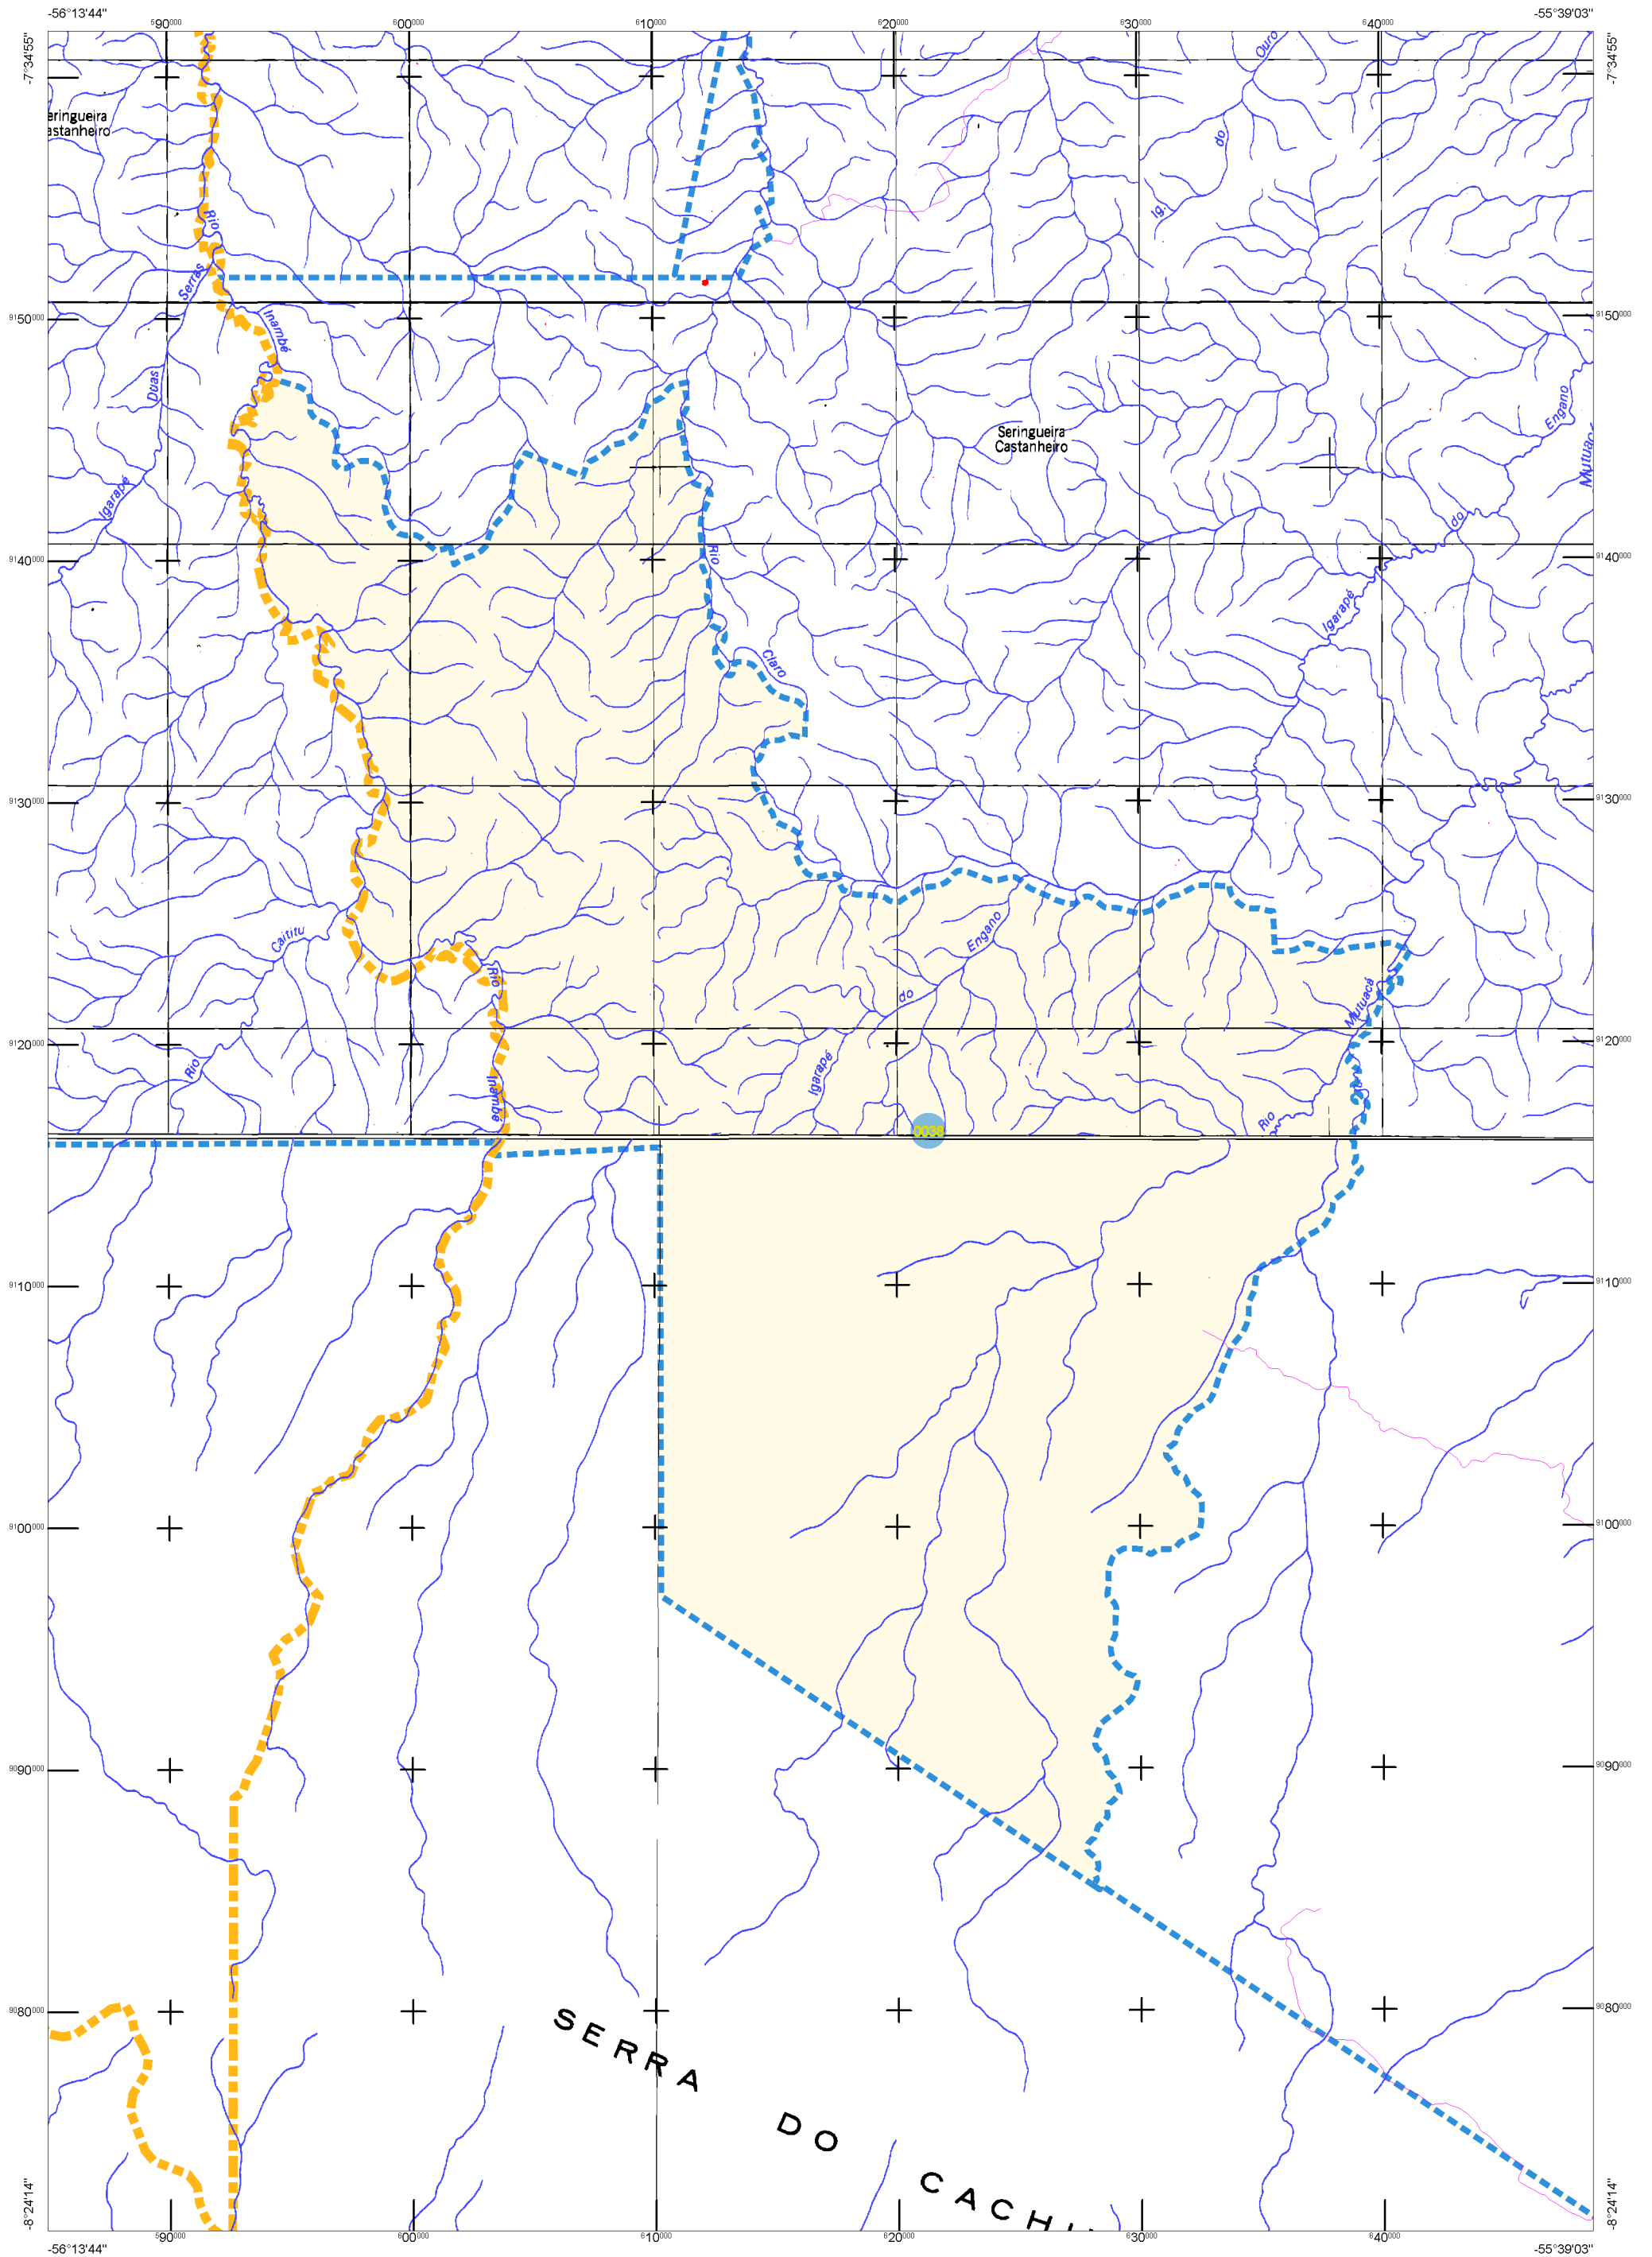 -56°13'44"
590000
600000
610000
620000
630000
640000
-55°39'03"
-7°34'55"
-7°34'55"
Ouro
eringueira
astanheiro
do
Ig.
Rio
Serras
9150000
9150000
Inambé
Duas
Engano
Seringueira
Castanheiro
Igarapé
do
9140000
Rio
9140000
Igarapé
Claro
9130000
9130000
Engano
Caititu
Rio
do
Mutuacá
9120000
9120000
Rio
Igarapé
Inambé
Rio
0035
9110000
9110000
9100000
9100000
9090000
9090000
9080000
9080000
SERRA
DO
-8°24'14"
-8°24'14"
590000
600000
610000
620000
630000
640000
-56°13'44"
-55°39'03"